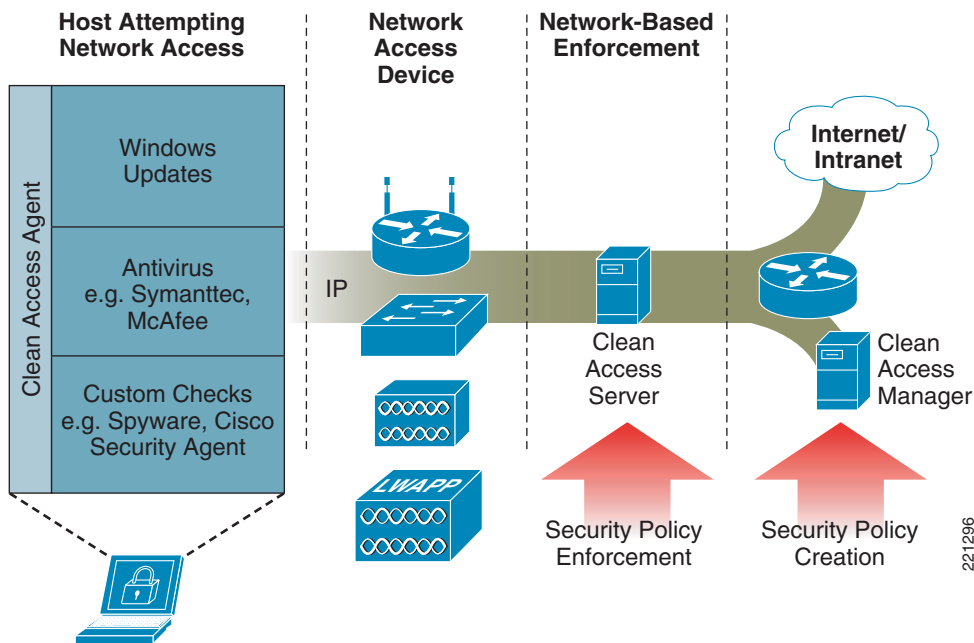 Host Attempting
Network Access
Network
Access
Device
Network-Based
Enforcement
Clean Access Agent
Windows
Updates
Antivirus
e.g. Symanttec,
McAfee
Custom Checks
e.g. Spyware, Cisco
Security Agent
IP
LWAPP
Clean
Access
Server
Security Policy
Enforcement
Internet/
Intranet
Clean
Access
Manager
Security Policy
Creation
221296